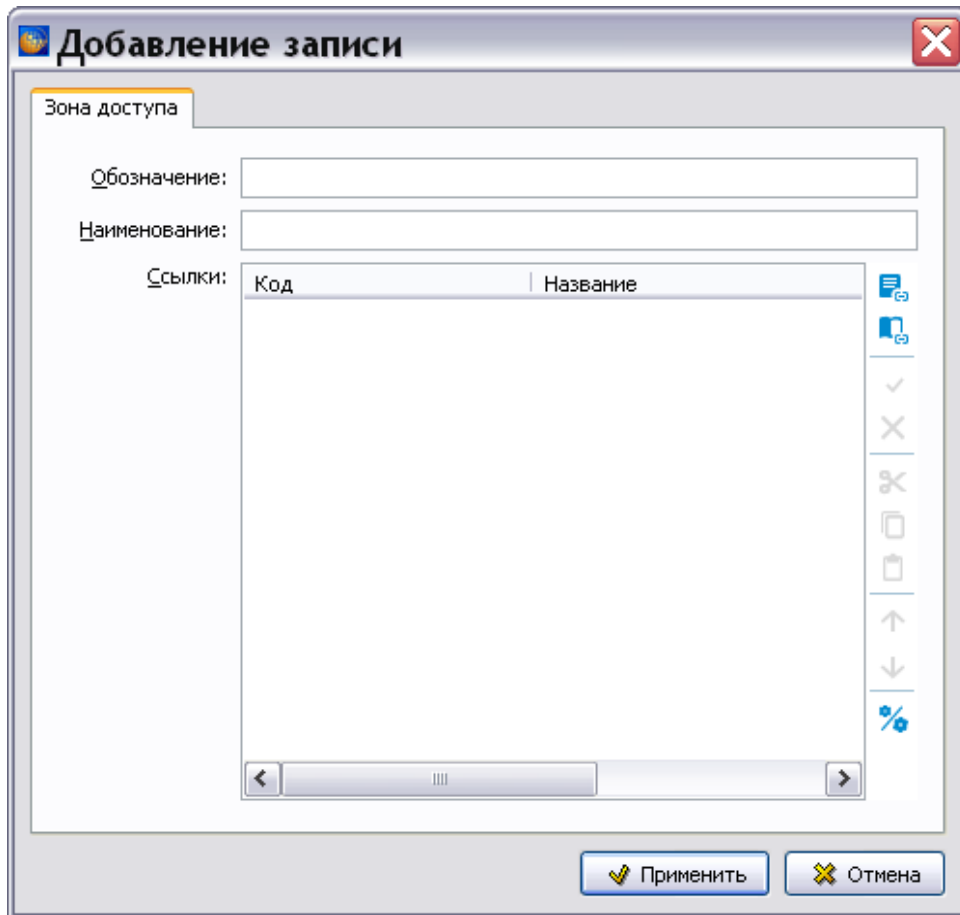 Добавление записи
Зона доступа
Обозначение:
Наименование:
Ссылки:
Код Название
Применить Отмена